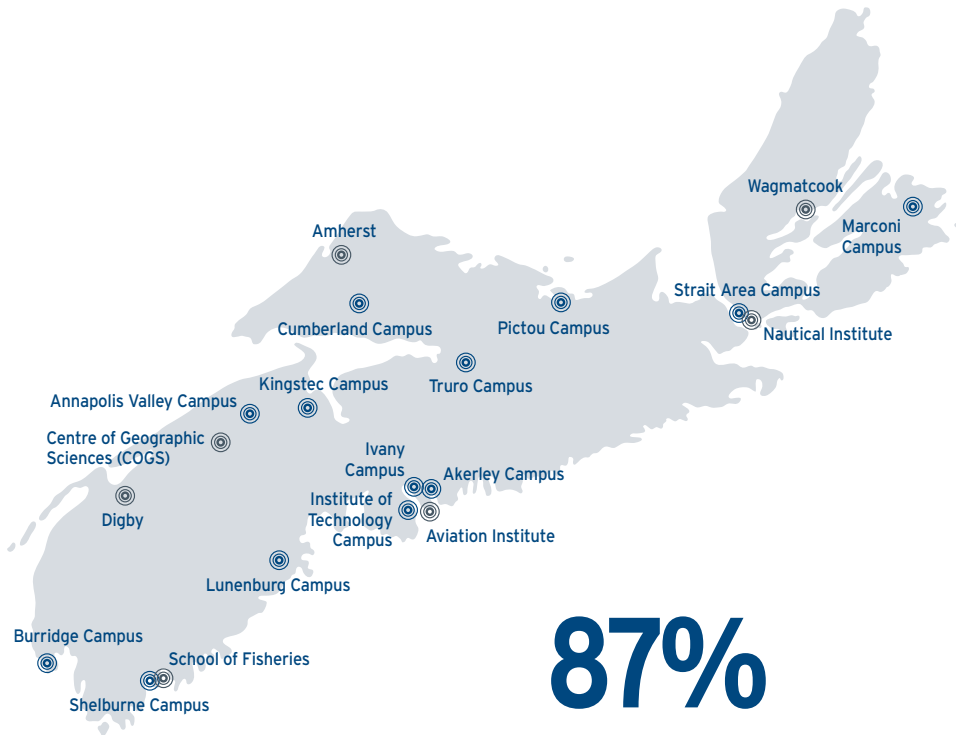 Wagmatcook
Marconi
Campus
Amherst
Strait Area Campus
Cumberland Campus
Pictou Campus
Nautical Institute
Kingstec Campus
Truro Campus
Annapolis Valley Campus
Centre of Geographic
Sciences (COGS)
Ivany
Campus
Akerley Campus
Institute of
Technology
Campus
Digby
Aviation Institute
Lunenburg Campus
Burridge Campus
School of Fisheries
Shelburne Campus
87%